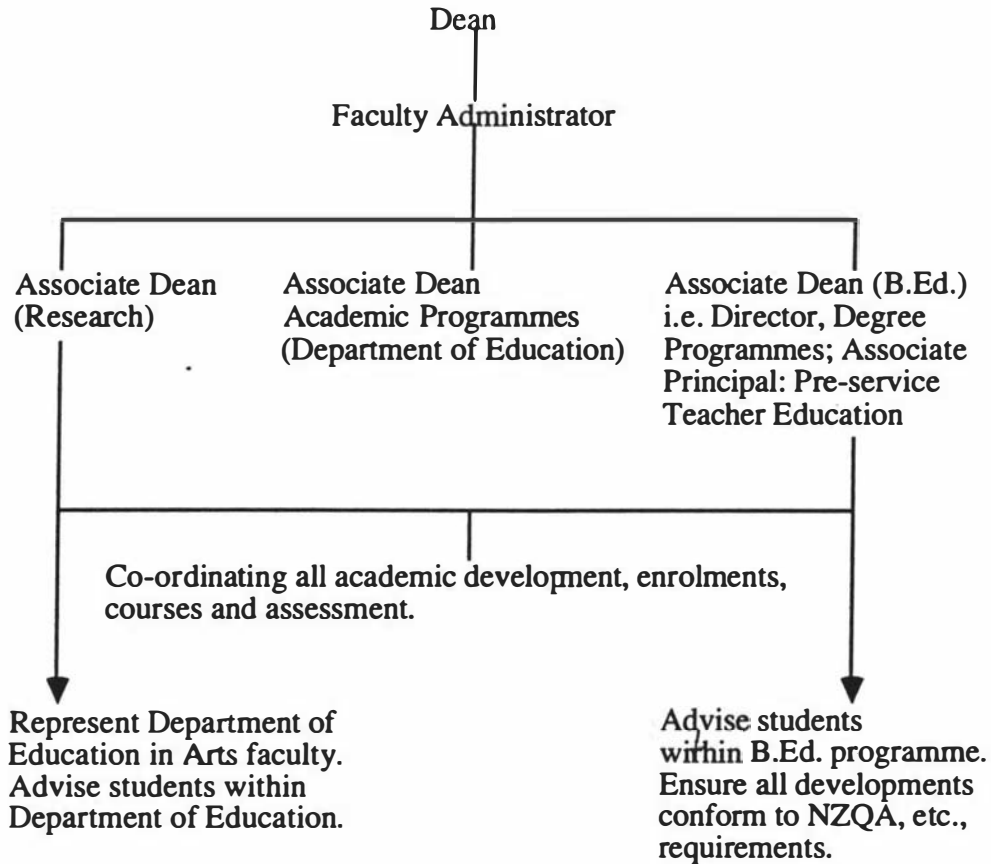 Dean
Faculty Administrator
Associate Dean
(Research)
Associate Dean
Academic Programmes
(Department of Education)
Associate Dean (B.Ed.)
i.e. Director, Degree
Programmes; Associate
Principal: Pre-service
Teacher Education
Co-ordinating all academic development, enrolments,
courses and assessment.
Represent Department of
Education in Arts faculty.
Advise students within
Department of Education.
Advise students
within B.Ed. programme.
Ensure all developments
conform to NZQA, etc.,
requirements.